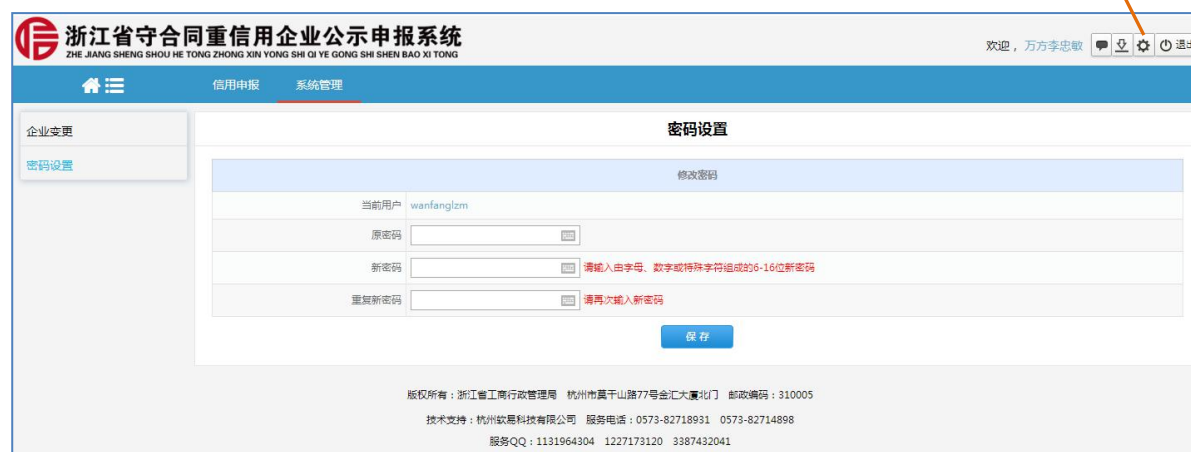 浙江省守合同重信用企业公示申报系统
ZHE JIANG SHENG SHOU HE TONG ZHONG XIN YONG SHI QI YE GONG SHI SHEN BAO XI TONG
欢迎，万方李忠敏 退出
信用申报 系统管理
企业变更
密码设置
密码设置
修改密码
当前用户 wanfanglzm
原密码
新密码 请输入由字母、数字或特殊字符组成的6-16位新密码
重复新密码 请再次输入新密码
保存
版权所有：浙江省工商行政管理局 杭州市莫干山路77号金汇大厦北门 邮政编码：310005
技术支持：杭州软易科技有限公司 服务电话：0573-82718931 0573-82714898
服务QQ：1131964304 1227173120 3387432041